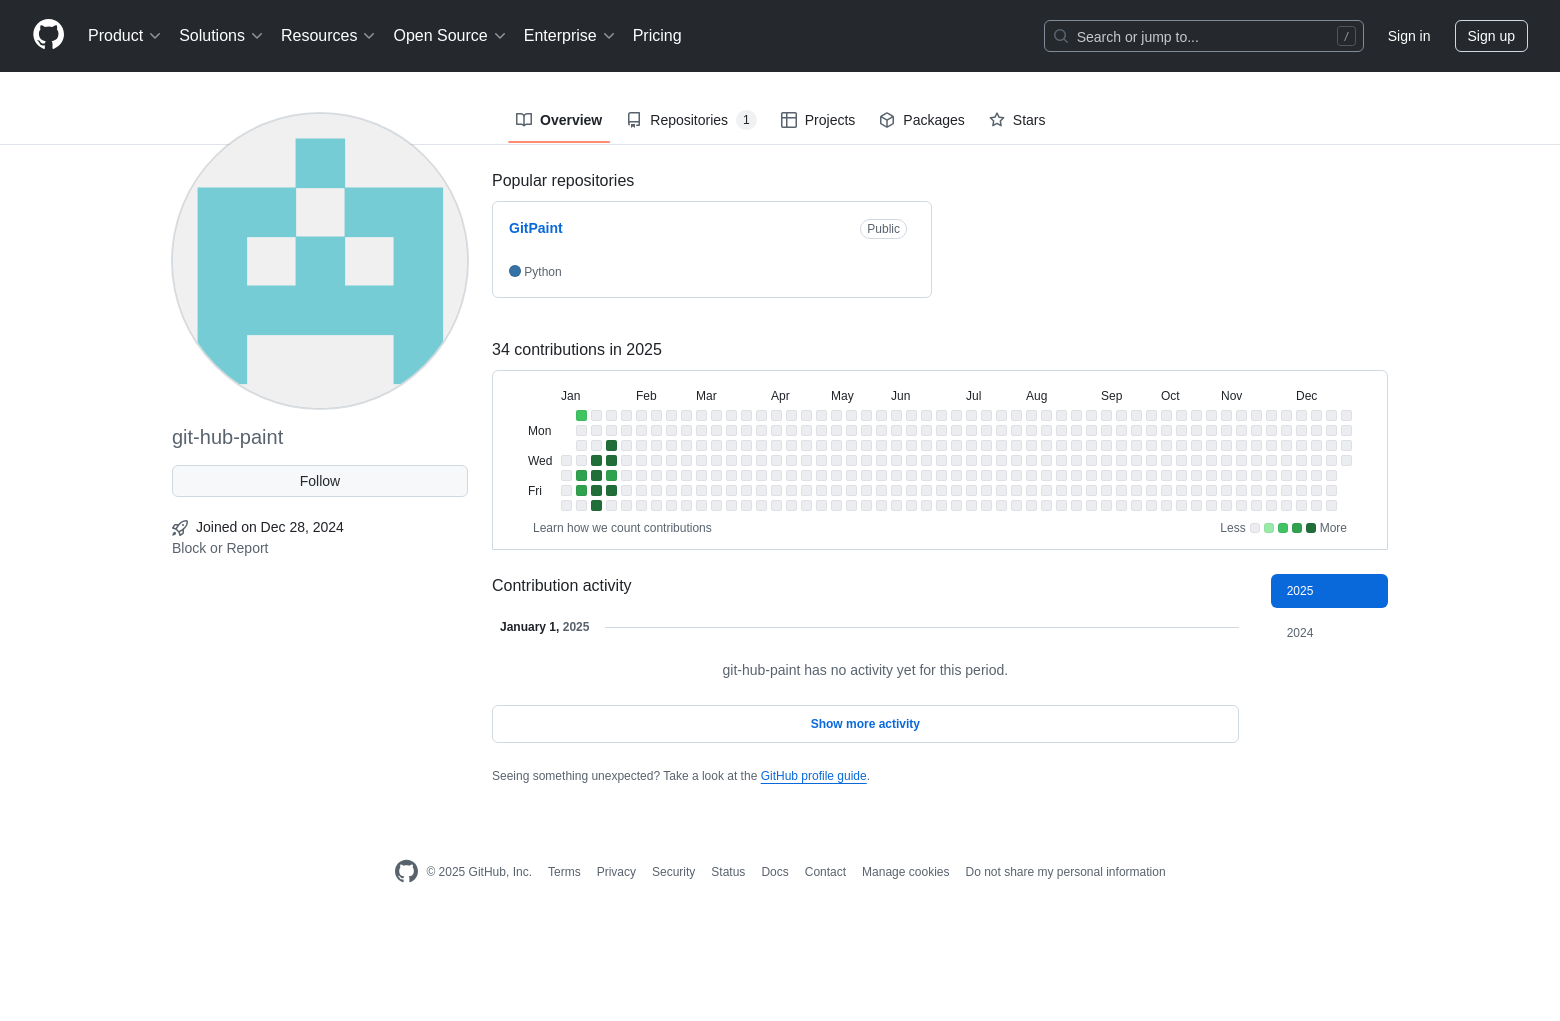 Product Solutions Resources Open Source Enterprise Pricing Search or jump to... / Sign in Sign up
Overview Repositories 1 Projects Packages Stars
git-hub-paint
Follow
Joined on Dec 28, 2024
Block or Report
Popular repositories
GitPaint Public
Python
34 contributions in 2025
Jan Feb Mar Apr May Jun Jul Aug Sep Oct Nov Dec
Mon
Wed
Fri
Learn how we count contributions Less More
Contribution activity
2025
2024
January 1, 2025
git-hub-paint has no activity yet for this period.
Show more activity
Seeing something unexpected? Take a look at the GitHub profile guide.
© 2025 GitHub, Inc. Terms Privacy Security Status Docs Contact Manage cookies Do not share my personal information